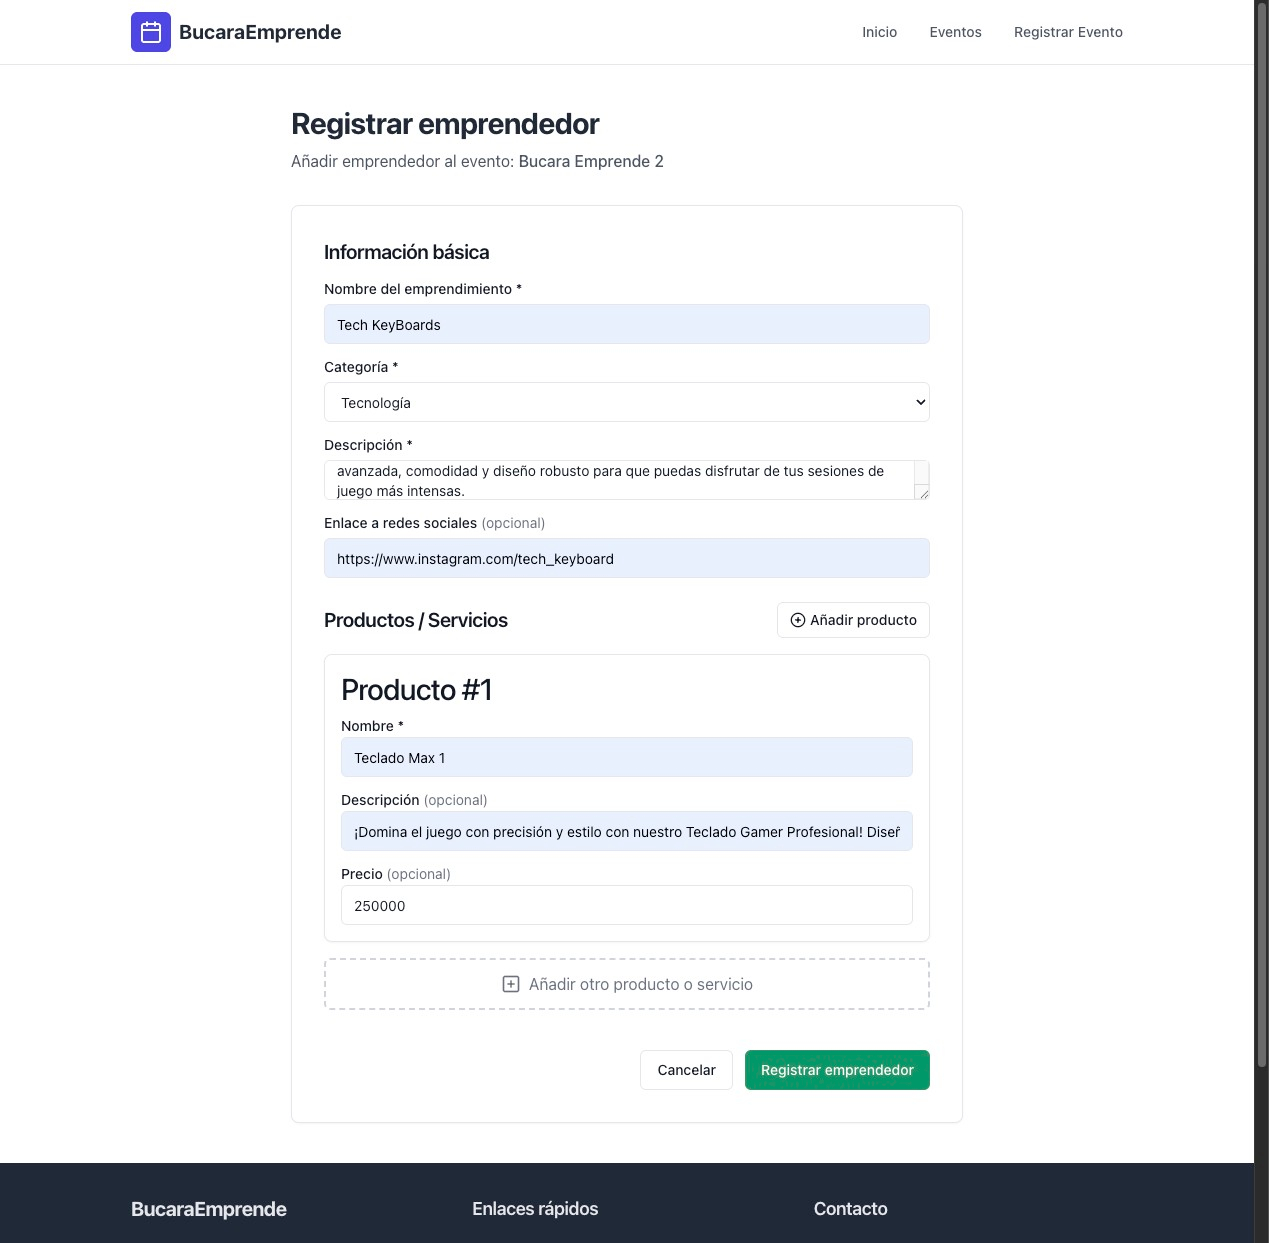 BucaraEmprende
Inicio
Eventos
Registrar Evento
Registrar emprendedor
Añadir emprendedor al evento: Bucara Emprende 2
Información básica
Nombre del emprendimiento *
Tech KeyBoards
Categoría *
Tecnología
Descripción *
avanzada, comodidad y diseño robusto para que puedas disfrutar de tus sesiones de
juego más intensas.
Enlace a redes sociales (opcional)
https://www.instagram.com/tech_keyboard
Productos / Servicios
Añadir producto
Producto #1
Nombre *
Teclado Max 1
Descripción (opcional)
¡Domina el juego con precisión y estilo con nuestro Teclado Gamer Profesional! Diseñ
Precio (opcional)
250000
Añadir otro producto o servicio
Cancelar
Registrar emprendedor
BucaraEmprende
Enlaces rápidos
Contacto